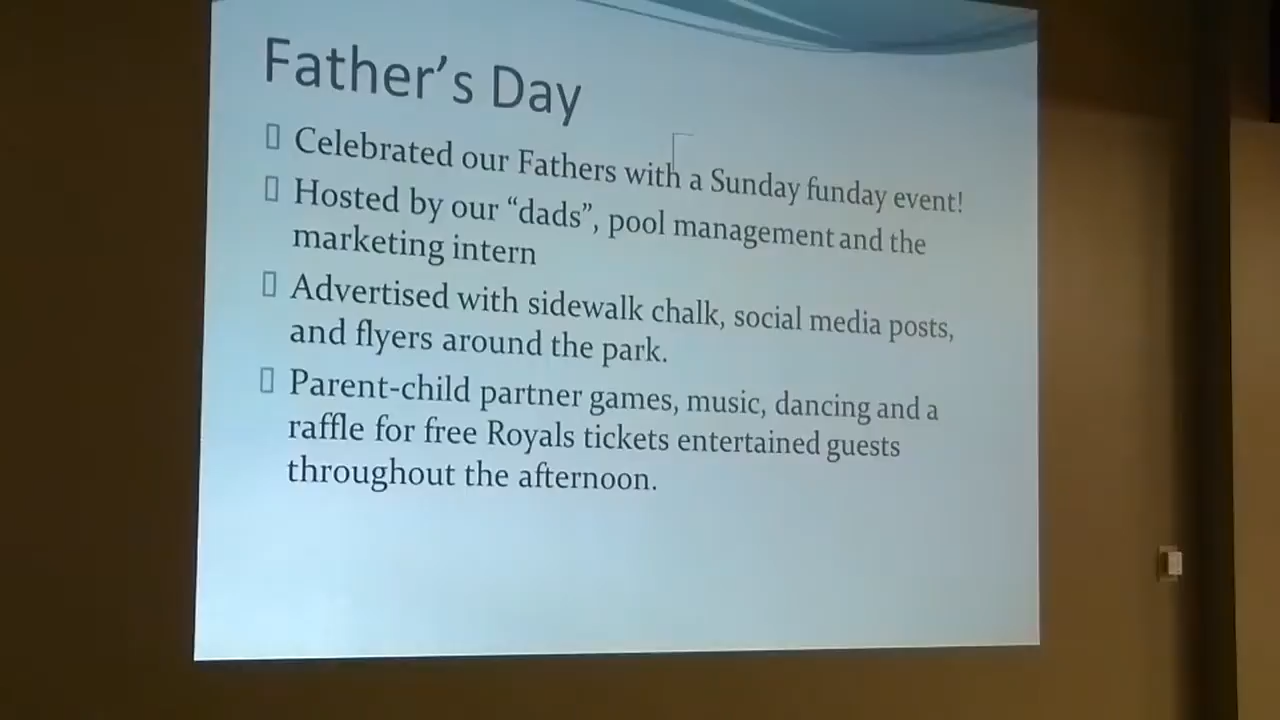 Father’s Day
Celebrated our Fathers with a Sunday funday event!
Hosted by our “dads”, pool management and the
marketing intern
Advertised with sidewalk chalk, social media posts,
and flyers around the park.
Parent-child partner games, music, dancing and a
raffle for free Royals tickets entertained guests
throughout the afternoon.